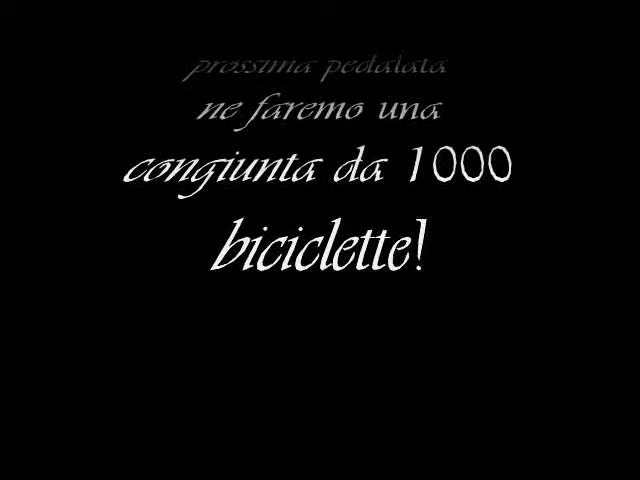 prossima pedalata
ne faremo una
congiunta da 1000
biciclette!